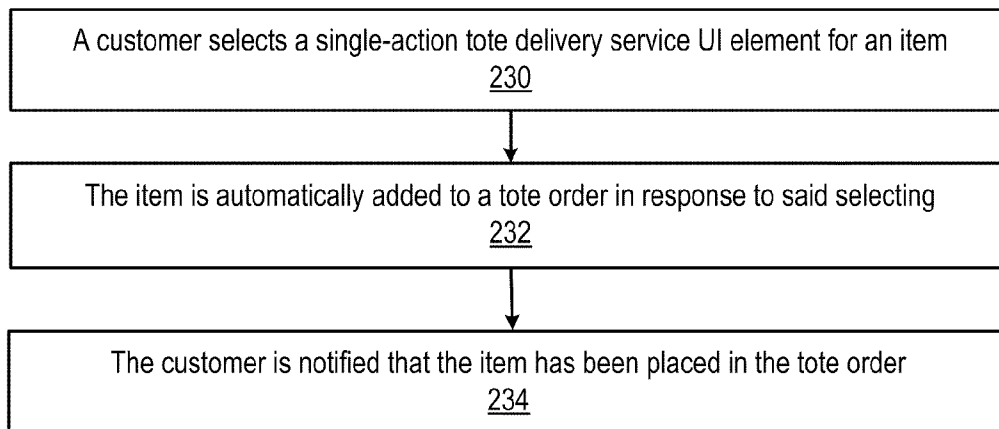 A customer selects a single-action tote delivery service UI element for an item
230
The item is automatically added to a tote order in response to said selecting
232
The customer is notified that the item has been placed in the tote order
234